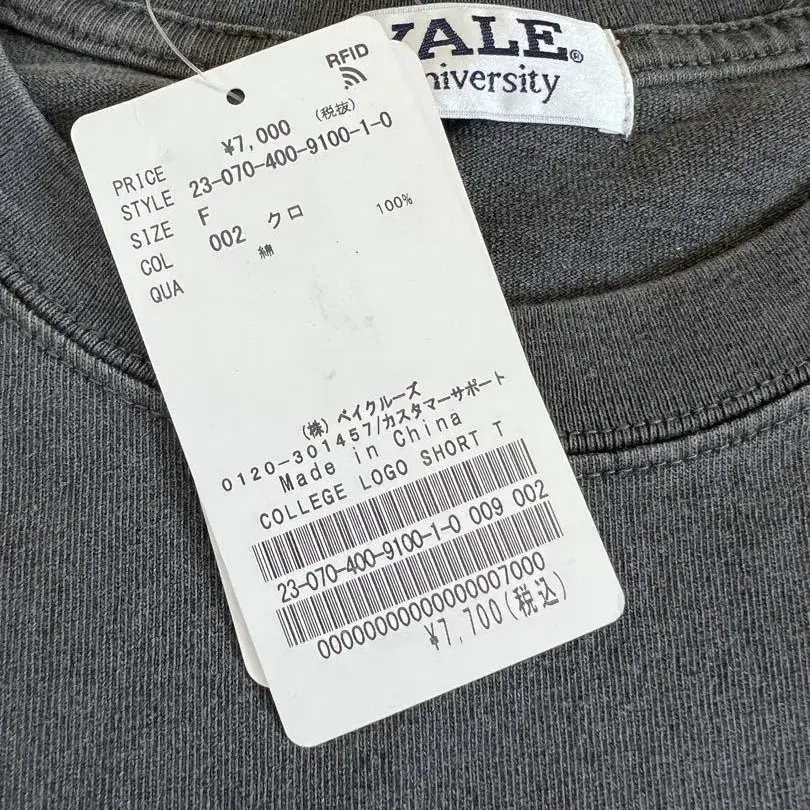 YALE®
University
RFID
PRICE ¥7,000 (税抜)
STYLE 23-070-400-9100-1-0
SIZE F
COL 002 クロ
QUA 綿 100%
(株) ベイクルーズ
0120-301457/カスタマーサポート
Made in China
COLLEGE LOGO SHORT T
23-070-400-9100-1-0 009 002
00000000000000007000
¥7,700(税込)